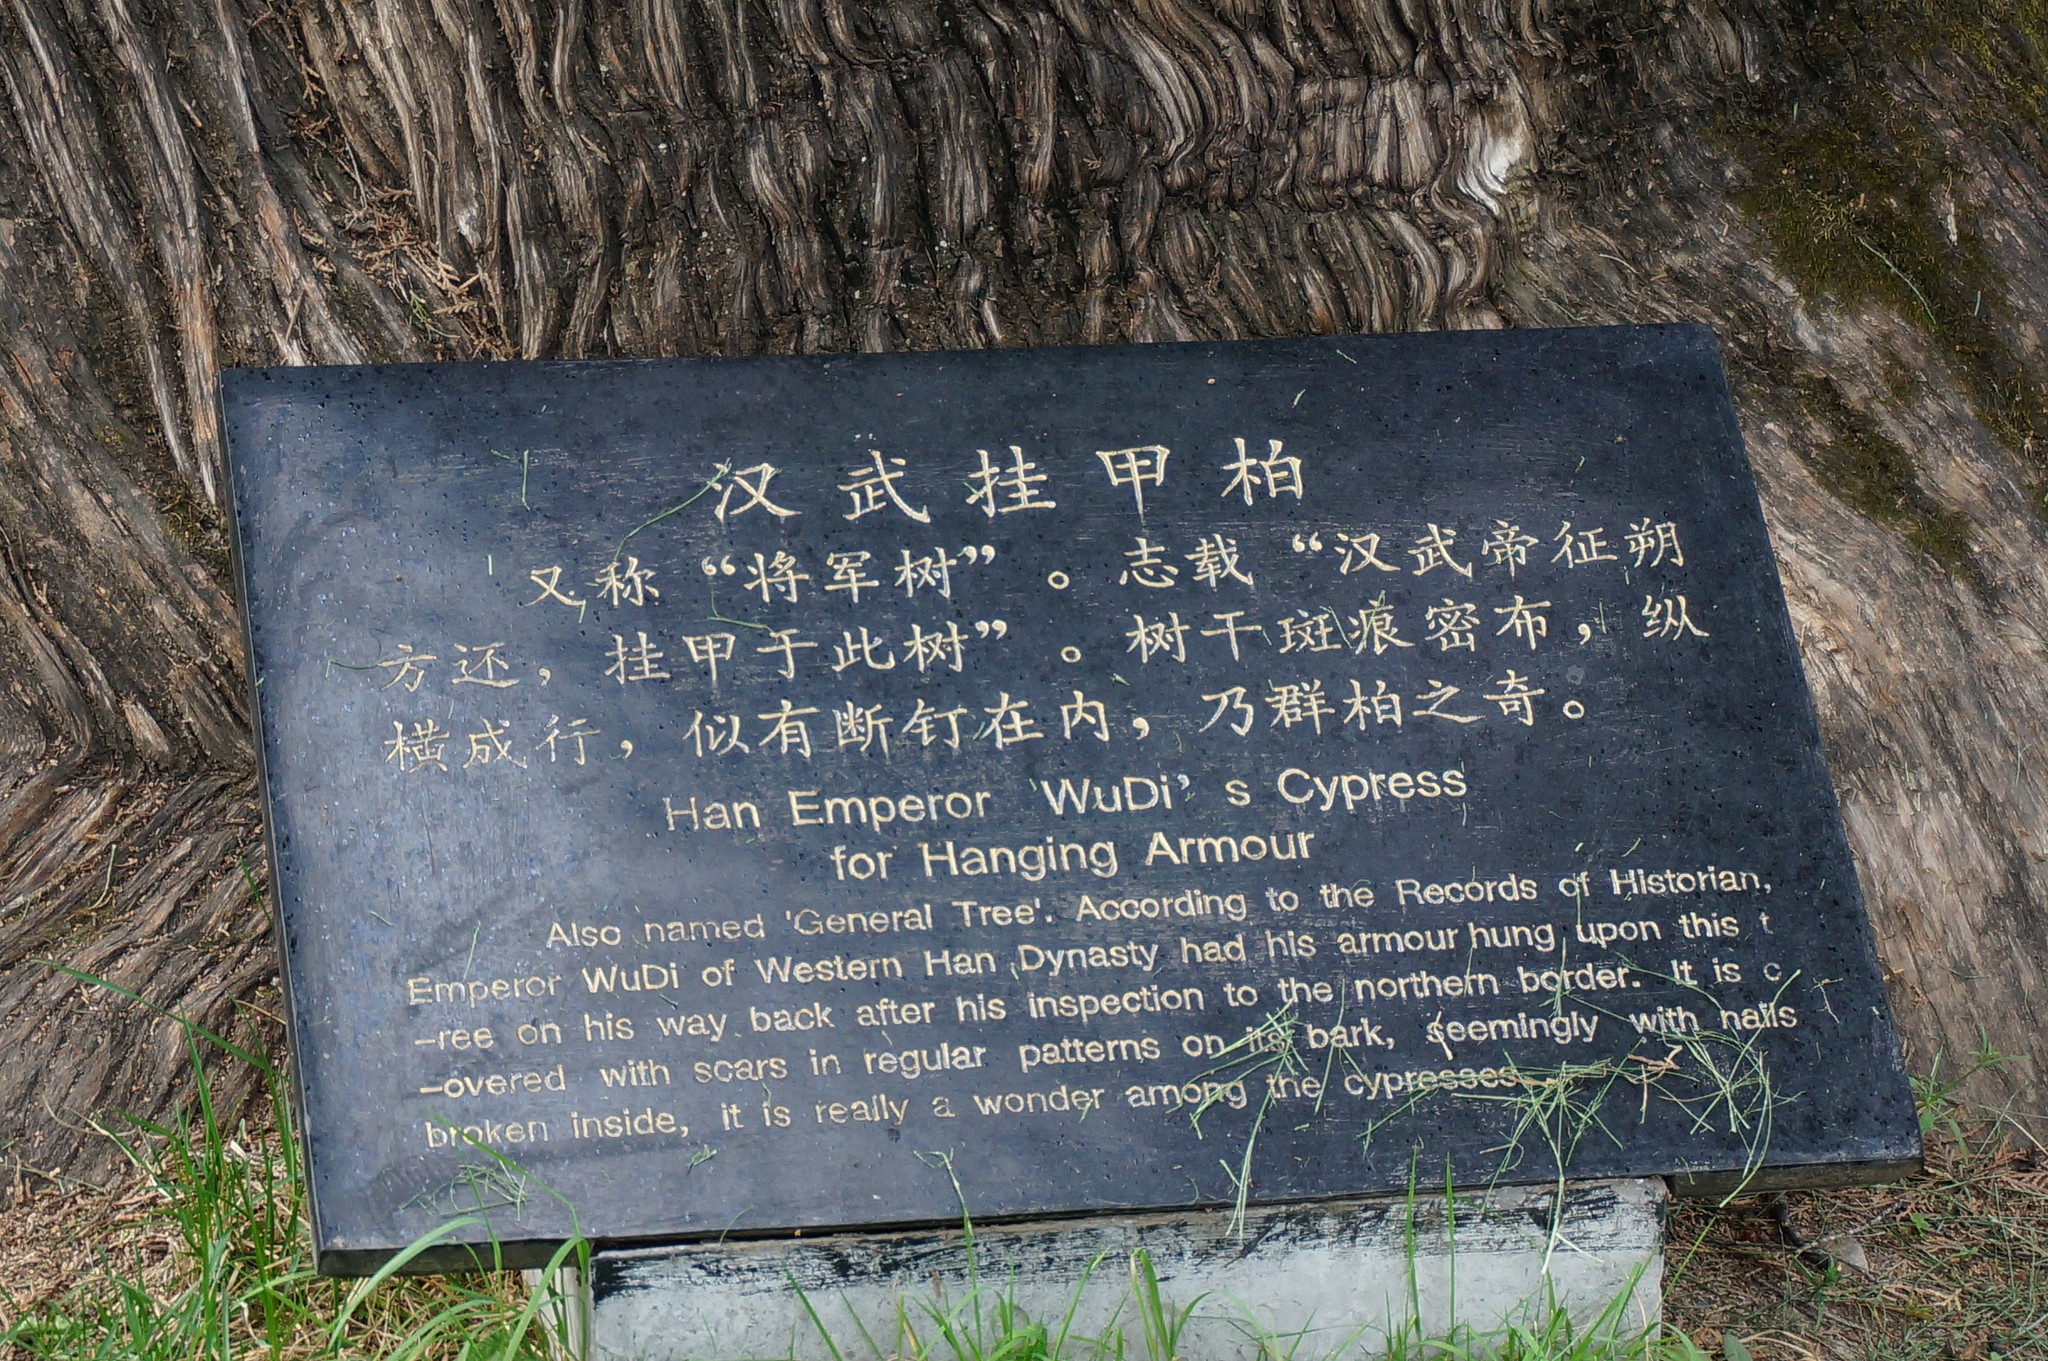 汉武挂甲柏
又称“将军树”。志载“汉武帝征朔
方还，挂甲于此树”。树干斑痕密布，纵
横成行，似有断钉在内，乃群柏之奇。
Han Emperor WuDi’s Cypress
for Hanging Armour
Also named 'General Tree'. According to the Records of Historian,
Emperor WuDi of Western Han Dynasty had his armour hung upon this t
-ree on his way back after his inspection to the northern border. It is c
-overed with scars in regular patterns on its bark, seemingly with nails
broken inside, it is really a wonder among the cypresses